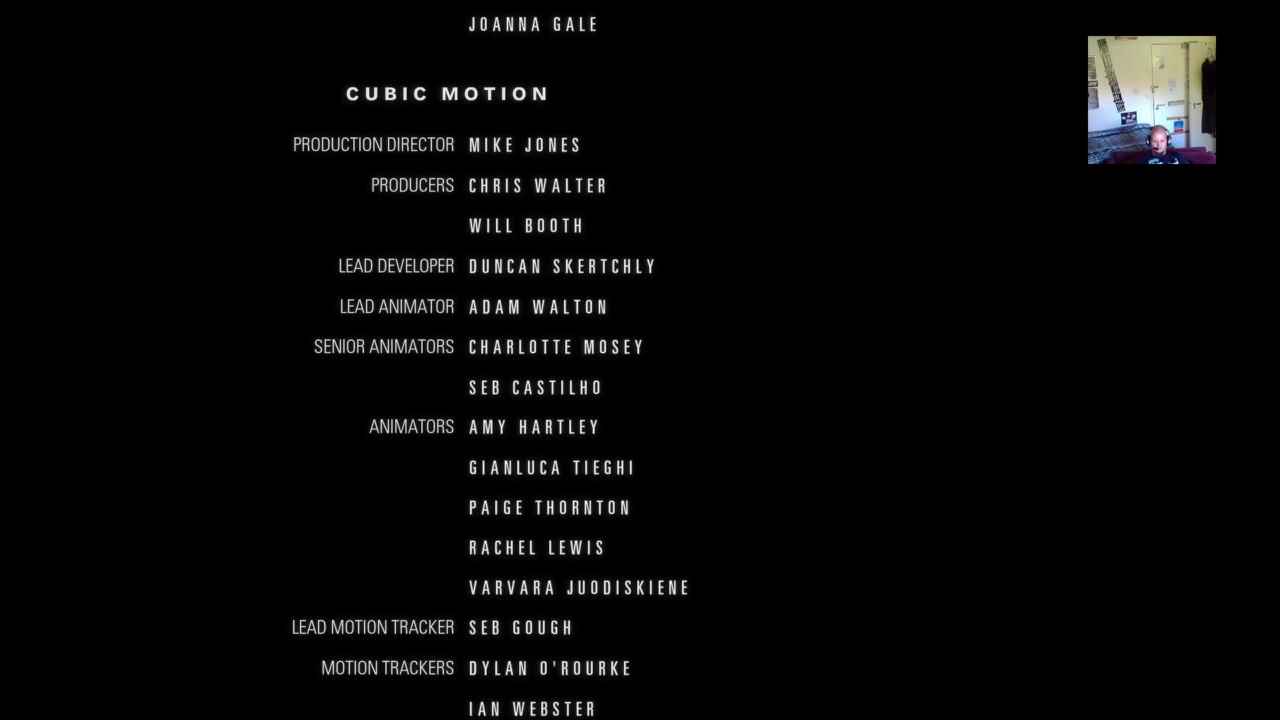 JOANNA GALE
CUBIC MOTION
PRODUCTION DIRECTOR MIKE JONES
PRODUCERS CHRIS WALTER
WILL BOOTH
LEAD DEVELOPER DUNCAN SKERTCHLY
LEAD ANIMATOR ADAM WALTON
SENIOR ANIMATORS CHARLOTTE MOSEY
SEB CASTILHO
ANIMATORS AMY HARTLEY
GIANLUCA TIEGHI
PAIGE THORNTON
RACHEL LEWIS
VARVARA JUODISKIENE
LEAD MOTION TRACKER SEB GOUGH
MOTION TRACKERS DYLAN O'ROURKE
IAN WEBSTER